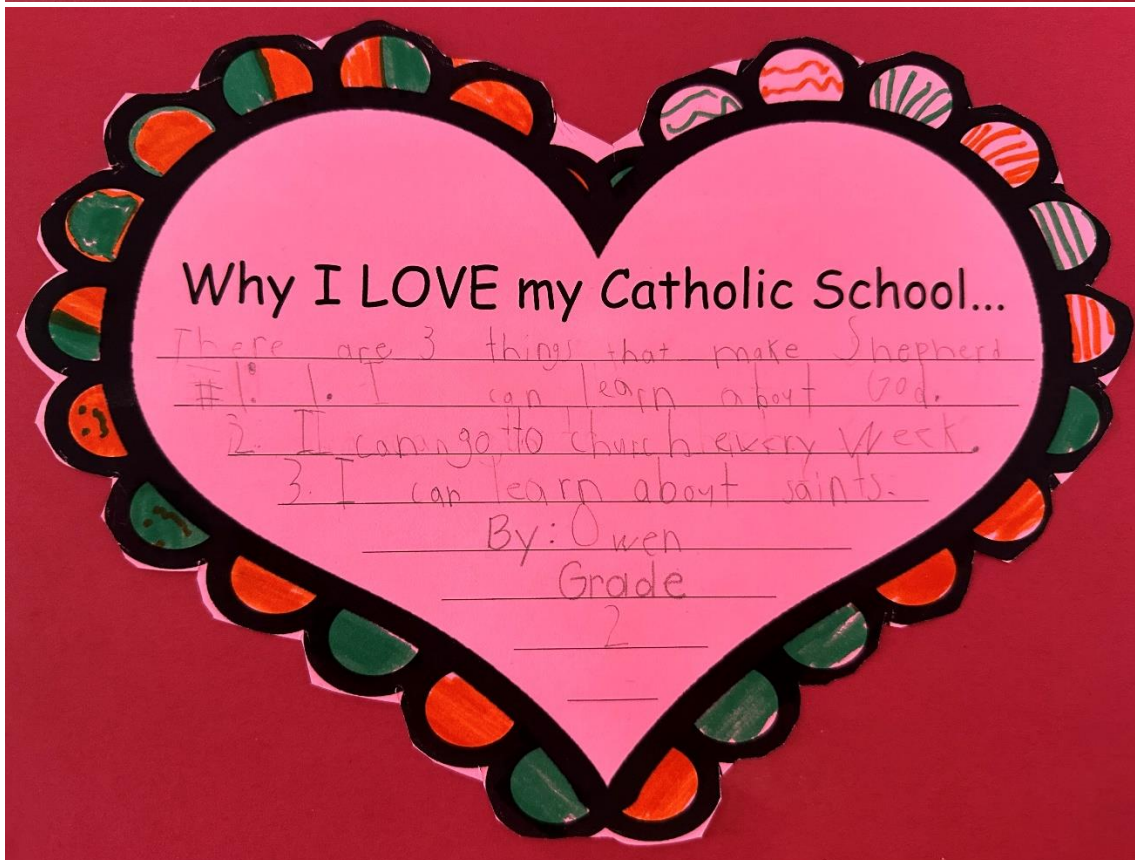 Why I LOVE my Catholic School...
There are 3 things that make Shepherd
#1: 1. I can learn about God.
2. I can go to church every week.
3. I can learn about saints.
By: Owen
Grade
2